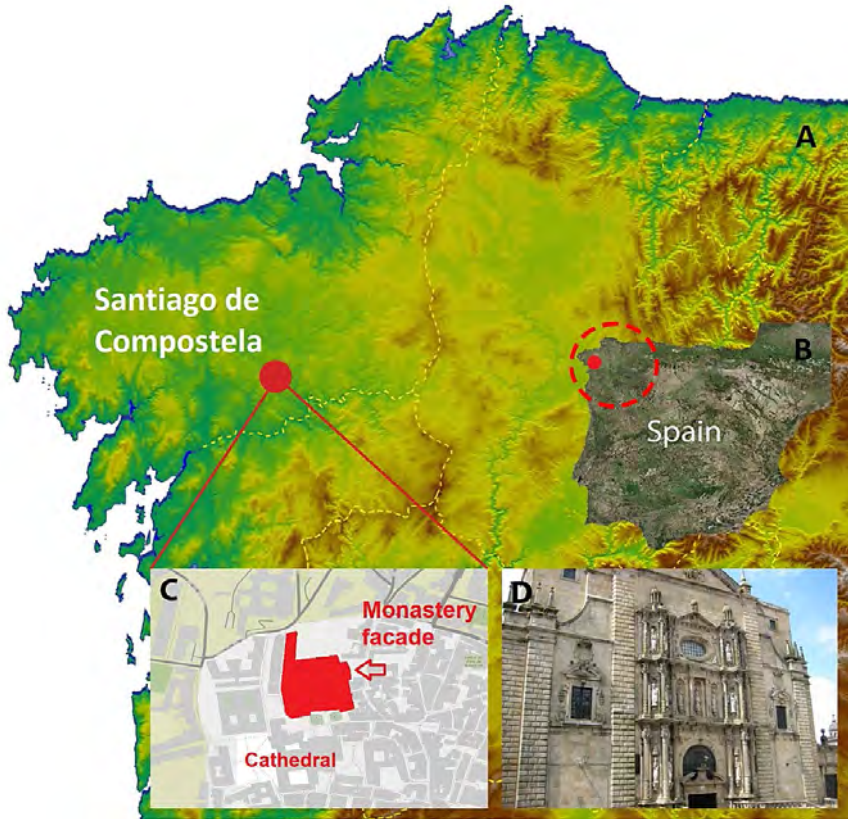 A
Santiago de
Compostela
B
Spain
C
Monastery
facade
Cathedral
D